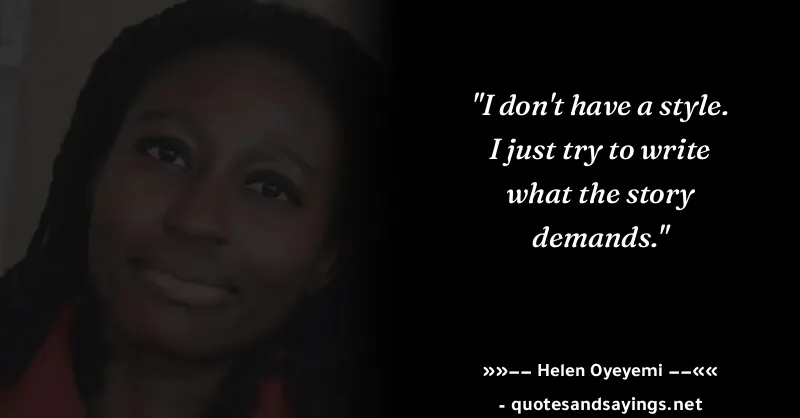 "I don't have a style.
I just try to write
what the story
demands."
»»–– Helen Oyeyemi ––««
- quotesandsayings.net